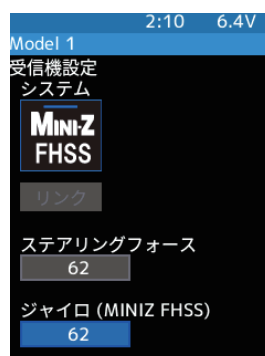 2:10 6.4V
Model 1
受信機設定
システム
MINI-Z
FHSS
リンク
ステアリングフォース
62
ジャイロ (MINIZ FHSS)
62